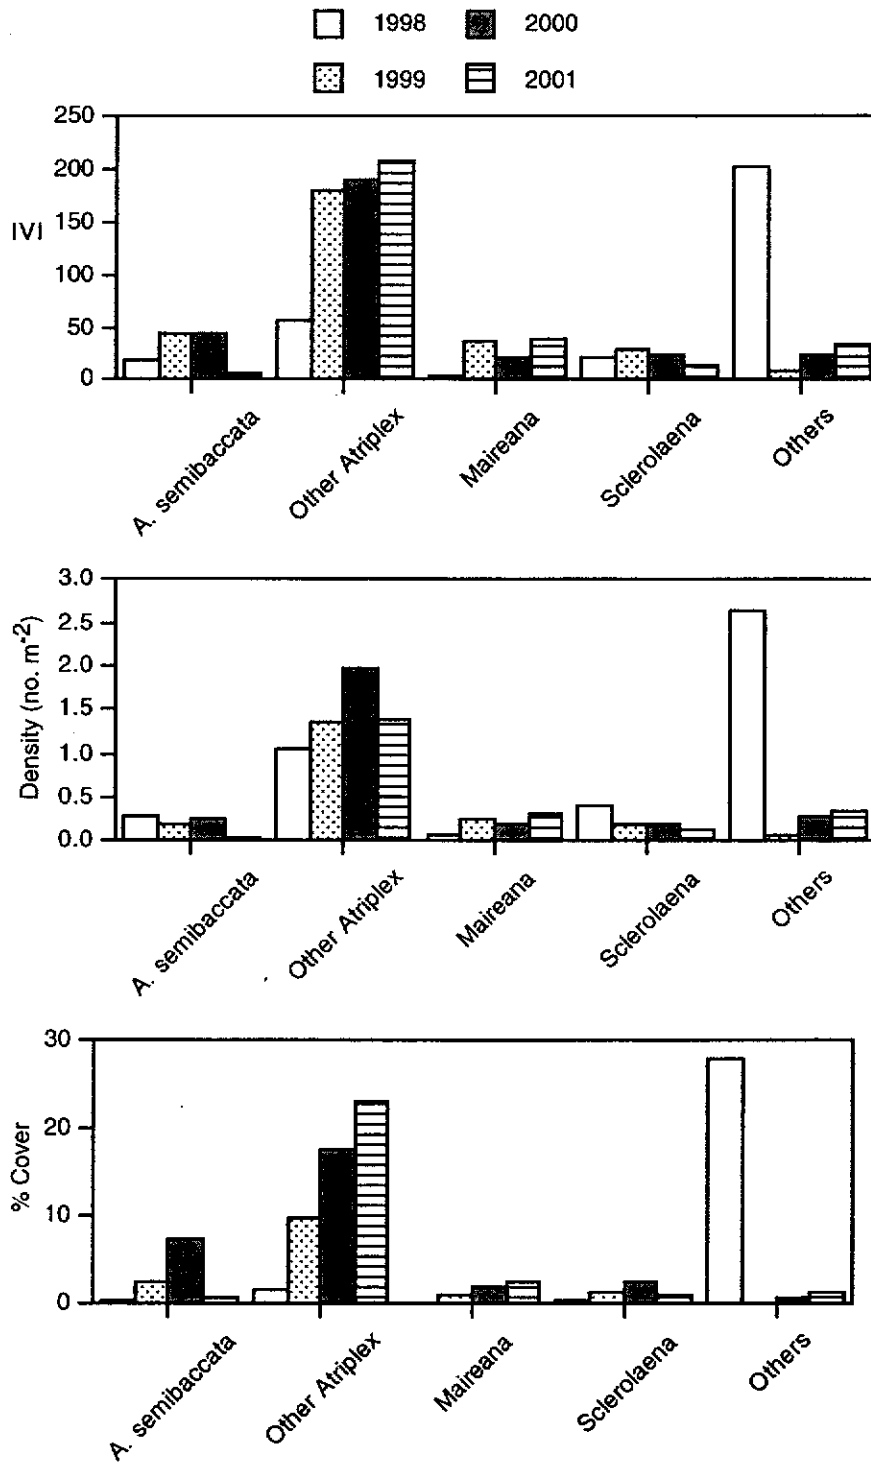 1998 2000
1999 2001
250
200
150
IVI
100
50
0
A. semibaccata
Other Atriplex
Maireana
Sclerolaena
Others
3.0
2.5
2.0
1.5
1.0
0.5
0.0
Density (no. m-2)
A. semibaccata
Other Atriplex
Maireana
Sclerolaena
Others
30
20
10
0
% Cover
A. semibaccata
Other Atriplex
Maireana
Sclerolaena
Others